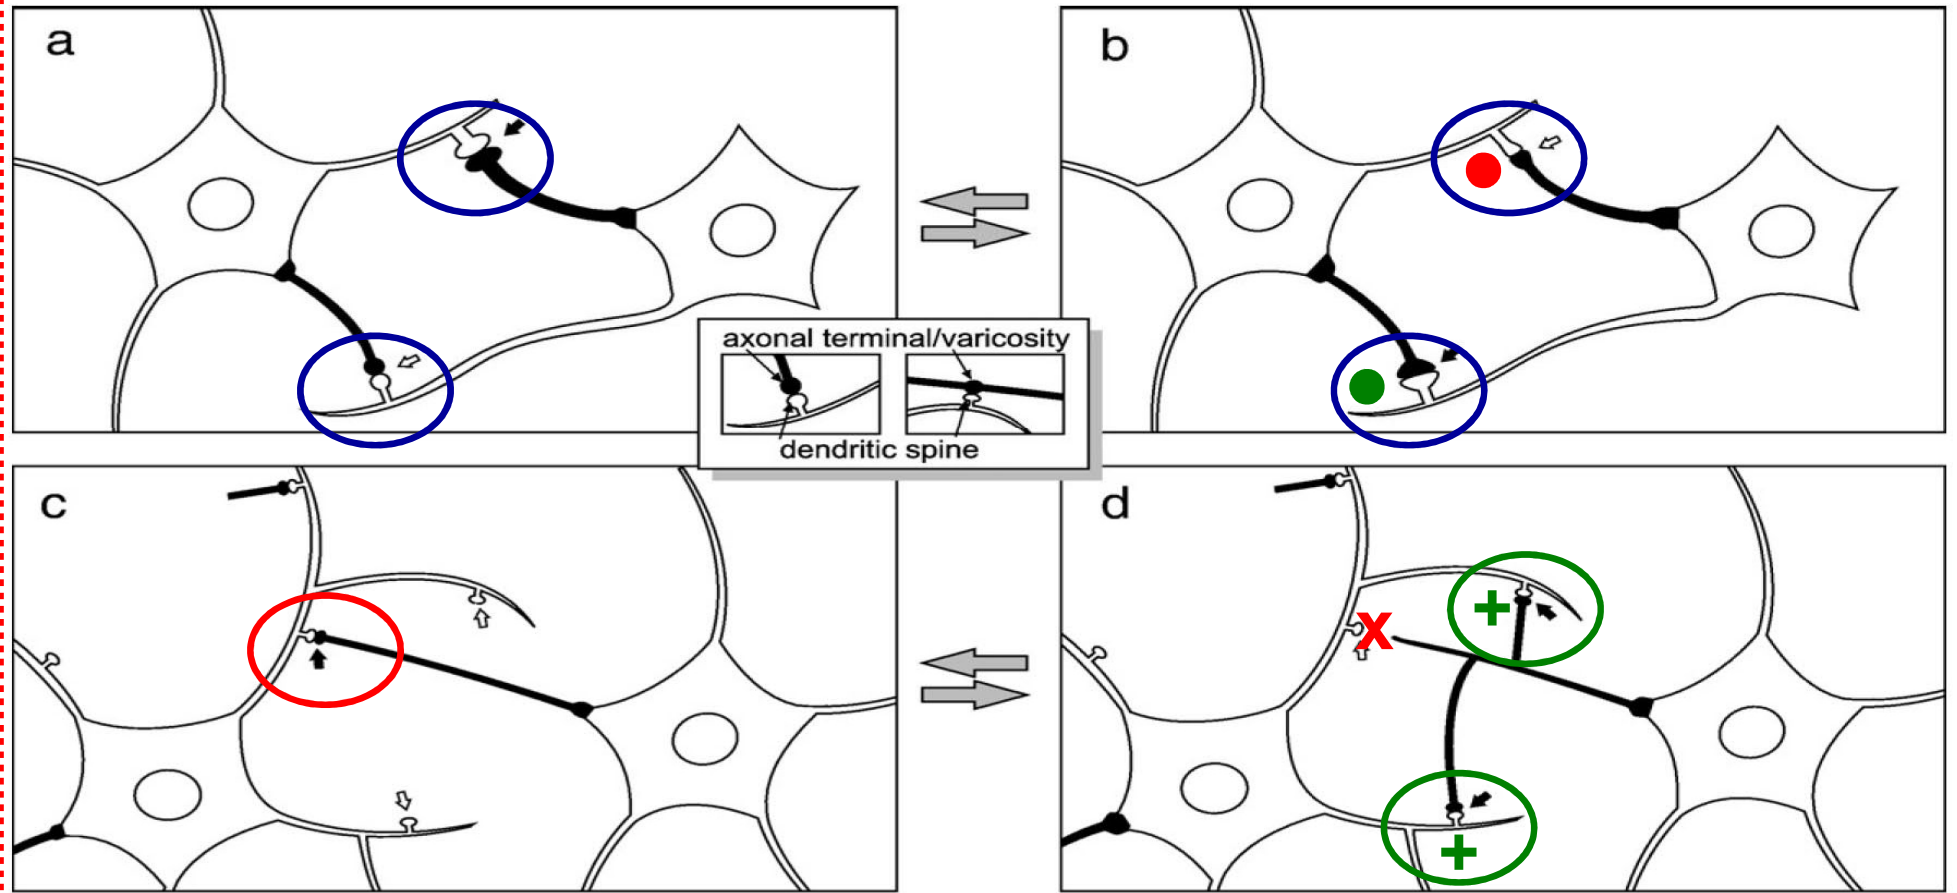 a
b
axonal terminal/varicosity
dendritic spine
c
d
+
x
+